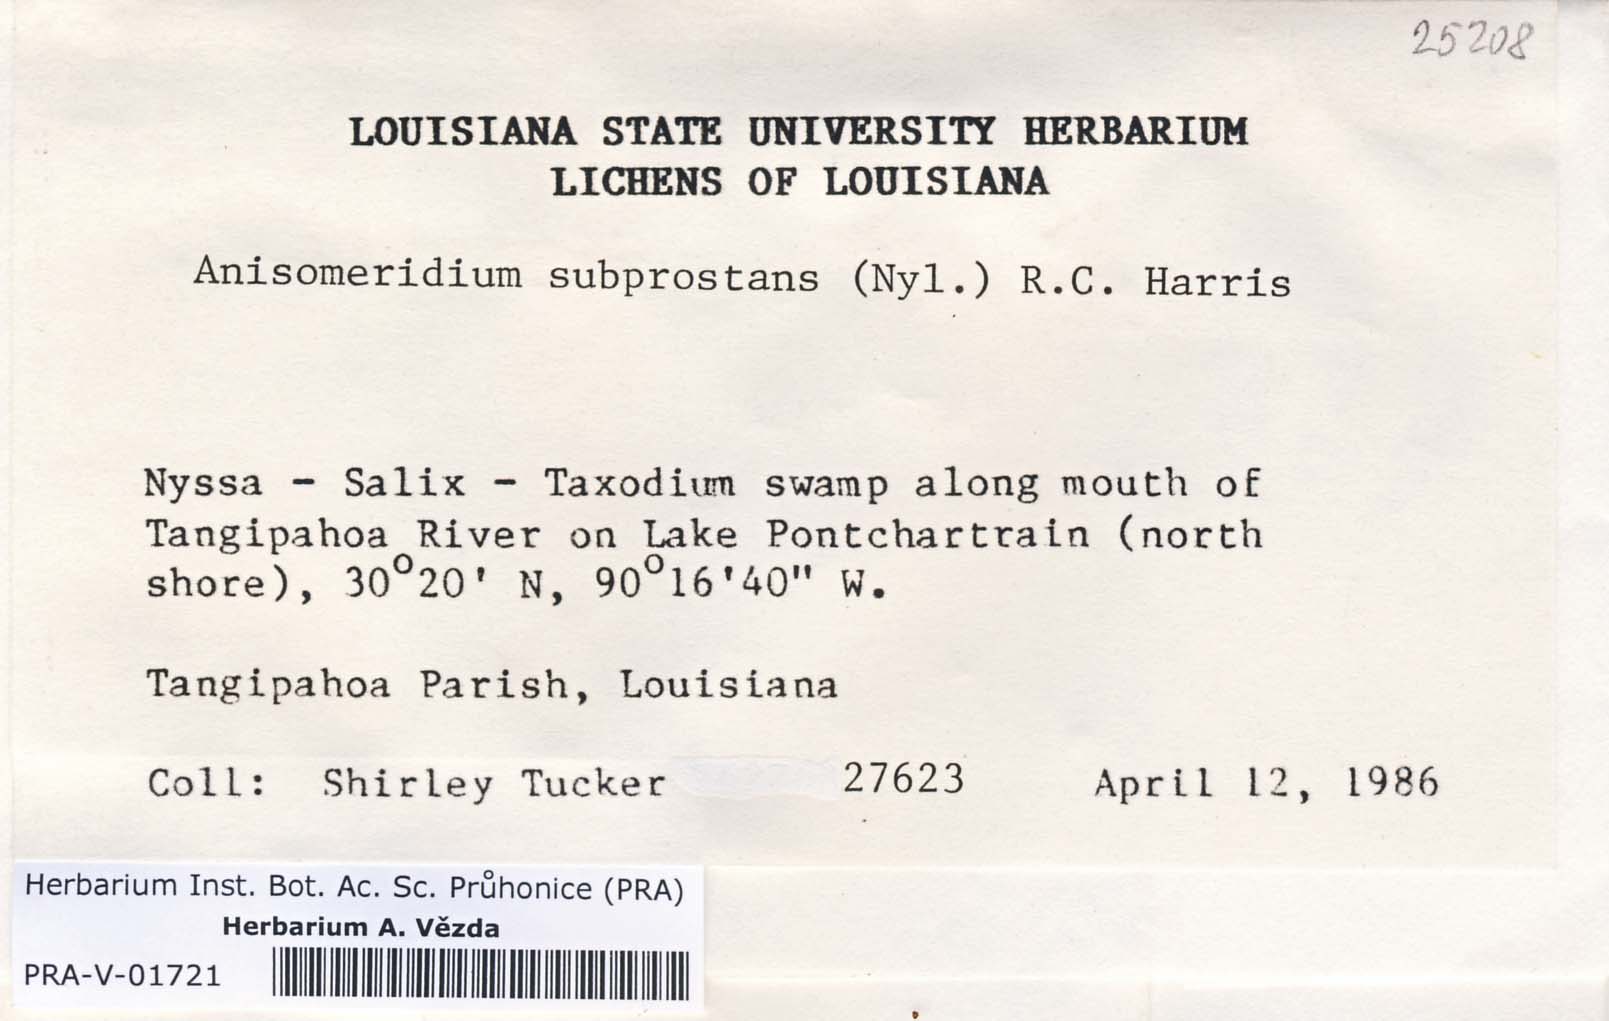 25208
LOUISIANA STATE UNIVERSITY HERBARIUM
LICHENS OF LOUISIANA
Anisomeridium subprostans (Nyl.) R.C. Harris
Nyssa - Salix - Taxodium swamp along mouth of
Tangipahoa River on Lake Pontchartrain (north
shore), 30°20' N, 90°16'40" W.
Tangipahoa Parish, Louisiana
Coll: Shirley Tucker 27623 April 12, 1986
Herbarium Inst. Bot. Ac. Sc. Průhonice (PRA)
Herbarium A. Vězda
PRA-V-01721